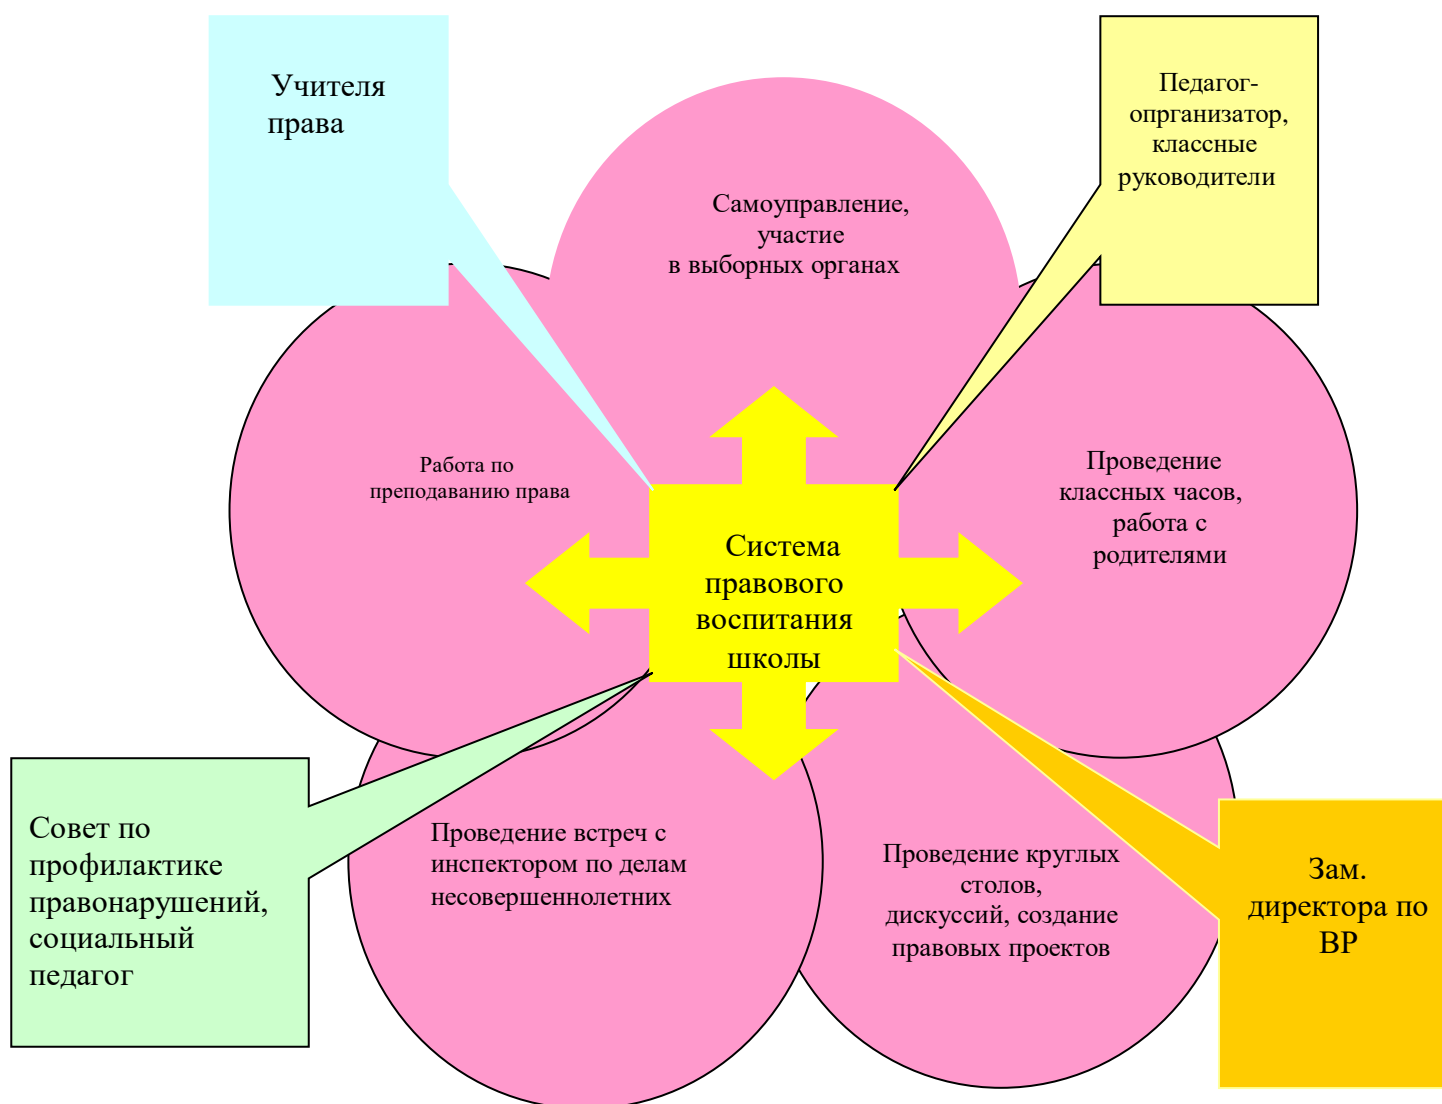 Учителя
права
Педагог-
опрганизатор,
классные
руководители
Самоуправление,
участие
в выборных органах
Работа по
преподаванию права
Проведение
классных часов,
работа с
родителями
Система
правового
воспитания
школы
Совет по
профилактике
правонарушений,
социальный
педагог
Проведение встреч с
инспектором по делам
несовершеннолетних
Проведение круглых
столов,
дискуссий, создание
правовых проектов
Зам.
директора по
ВР